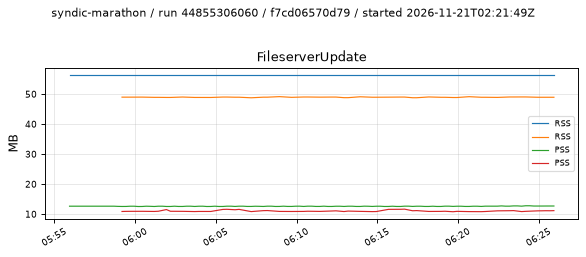 syndic-marathon / run 44855306060 / f7cd06570d79 / started 2026-11-21T02:21:49Z
FileserverUpdate
MB
50
40
30
20
10
RSS
RSS
PSS
PSS
05:55
06:00
06:05
06:10
06:15
06:20
06:25